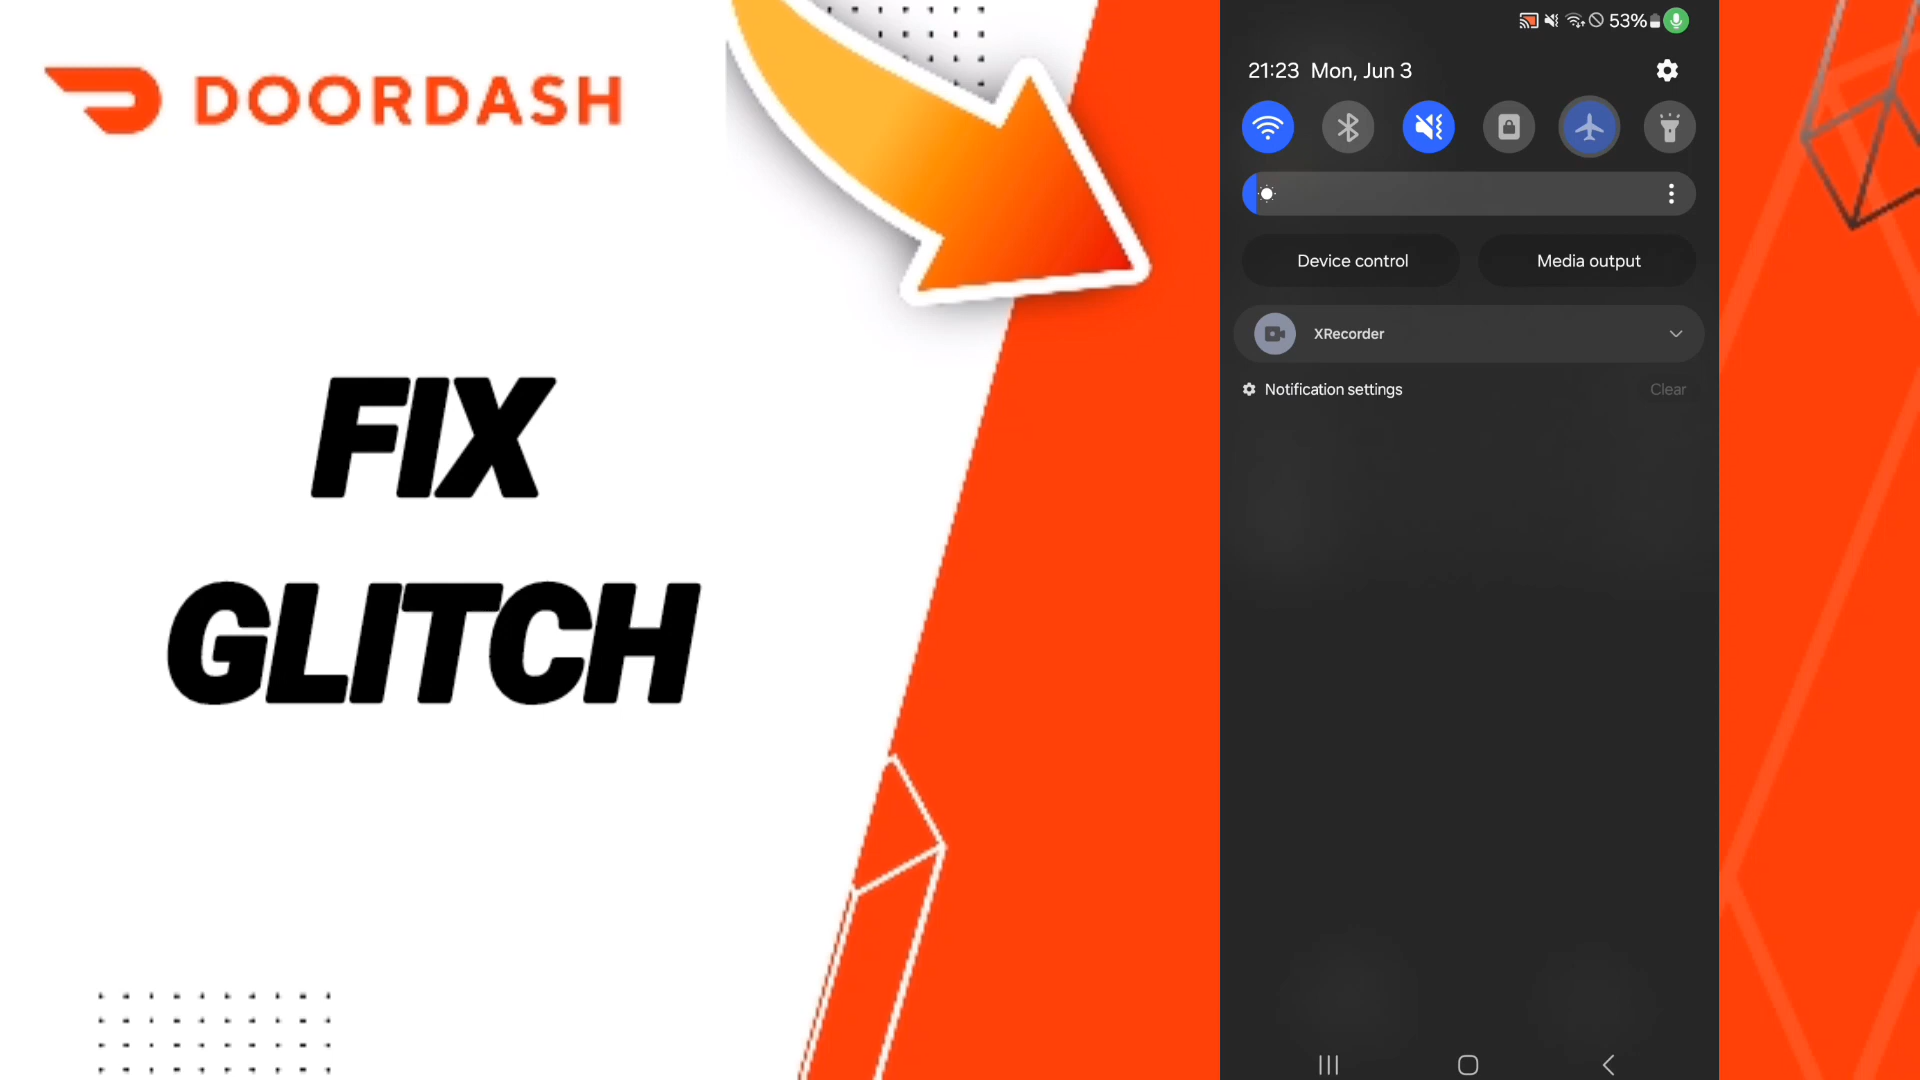 DOORDASH
FIX
GLITCH
53%
21:23 Mon, Jun 3
Device control
Media output
XRecorder
Notification settings
Clear